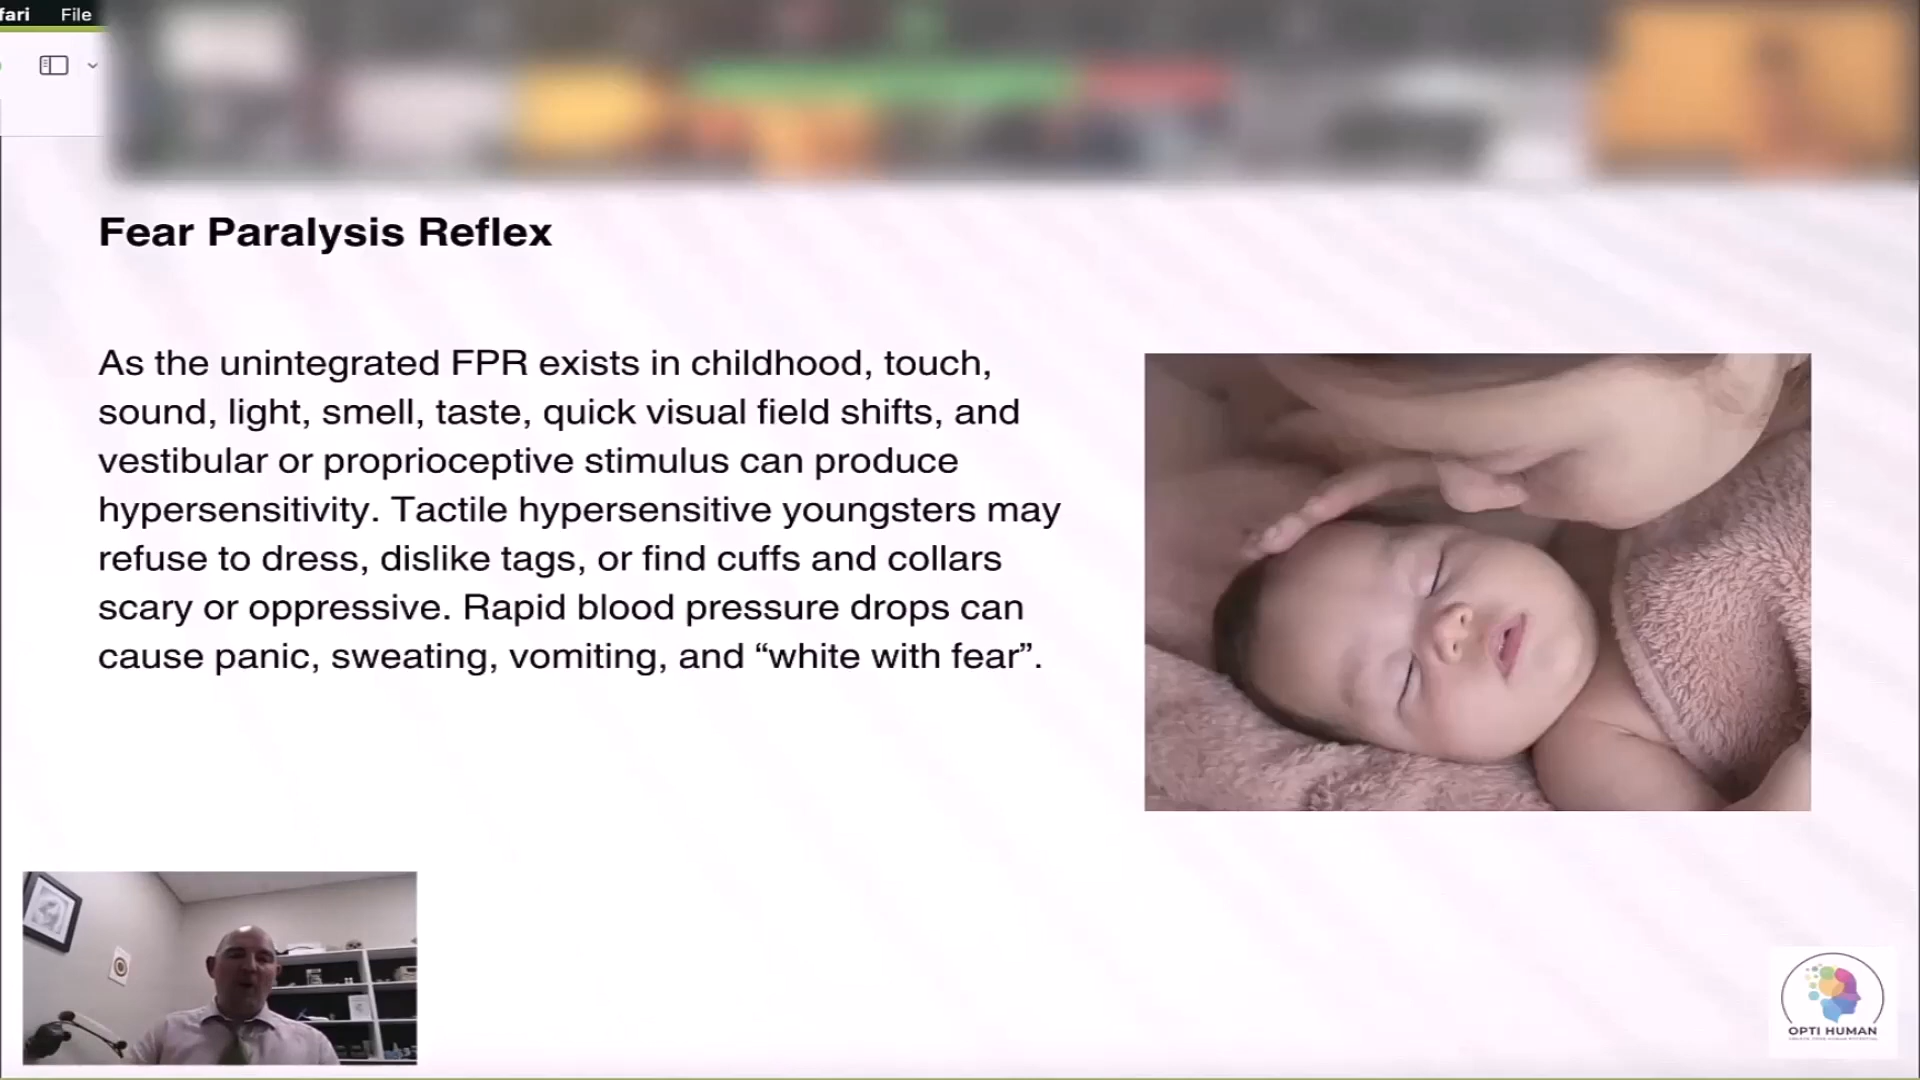 fari File
Fear Paralysis Reflex
As the unintegrated FPR exists in childhood, touch,
sound, light, smell, taste, quick visual field shifts, and
vestibular or proprioceptive stimulus can produce
hypersensitivity. Tactile hypersensitive youngsters may
refuse to dress, dislike tags, or find cuffs and collars
scary or oppressive. Rapid blood pressure drops can
cause panic, sweating, vomiting, and “white with fear”.
OPTI HUMAN